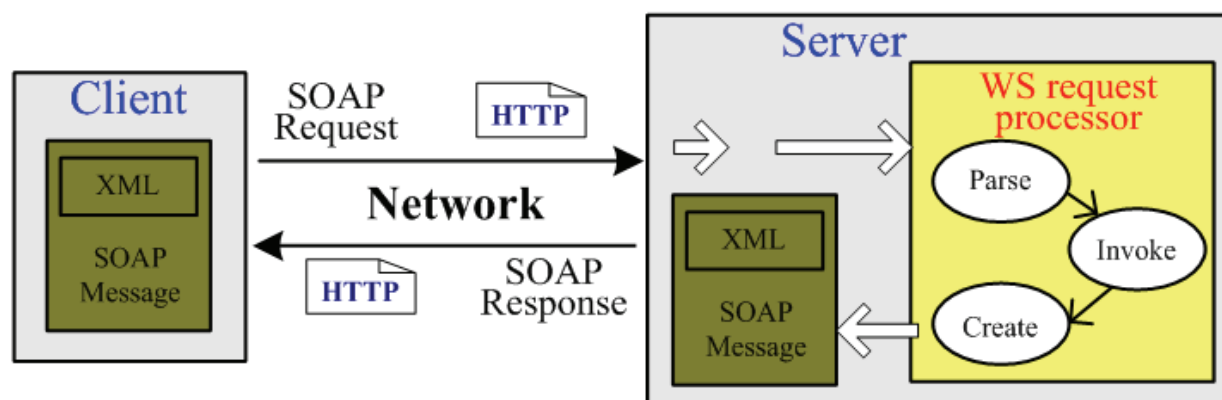 Client
XML
SOAP
Message
SOAP
Request
HTTP
Network
HTTP
SOAP
Response
Server
WS request
processor
Parse
Invoke
Create
XML
SOAP
Message